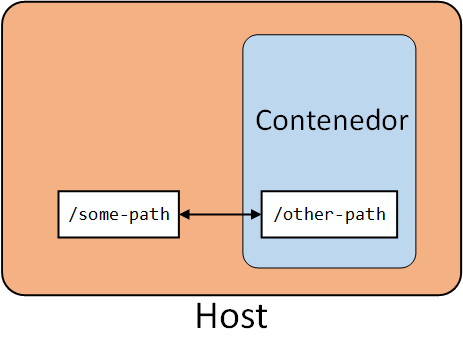 Contenedor
/some-path
/other-path
Host